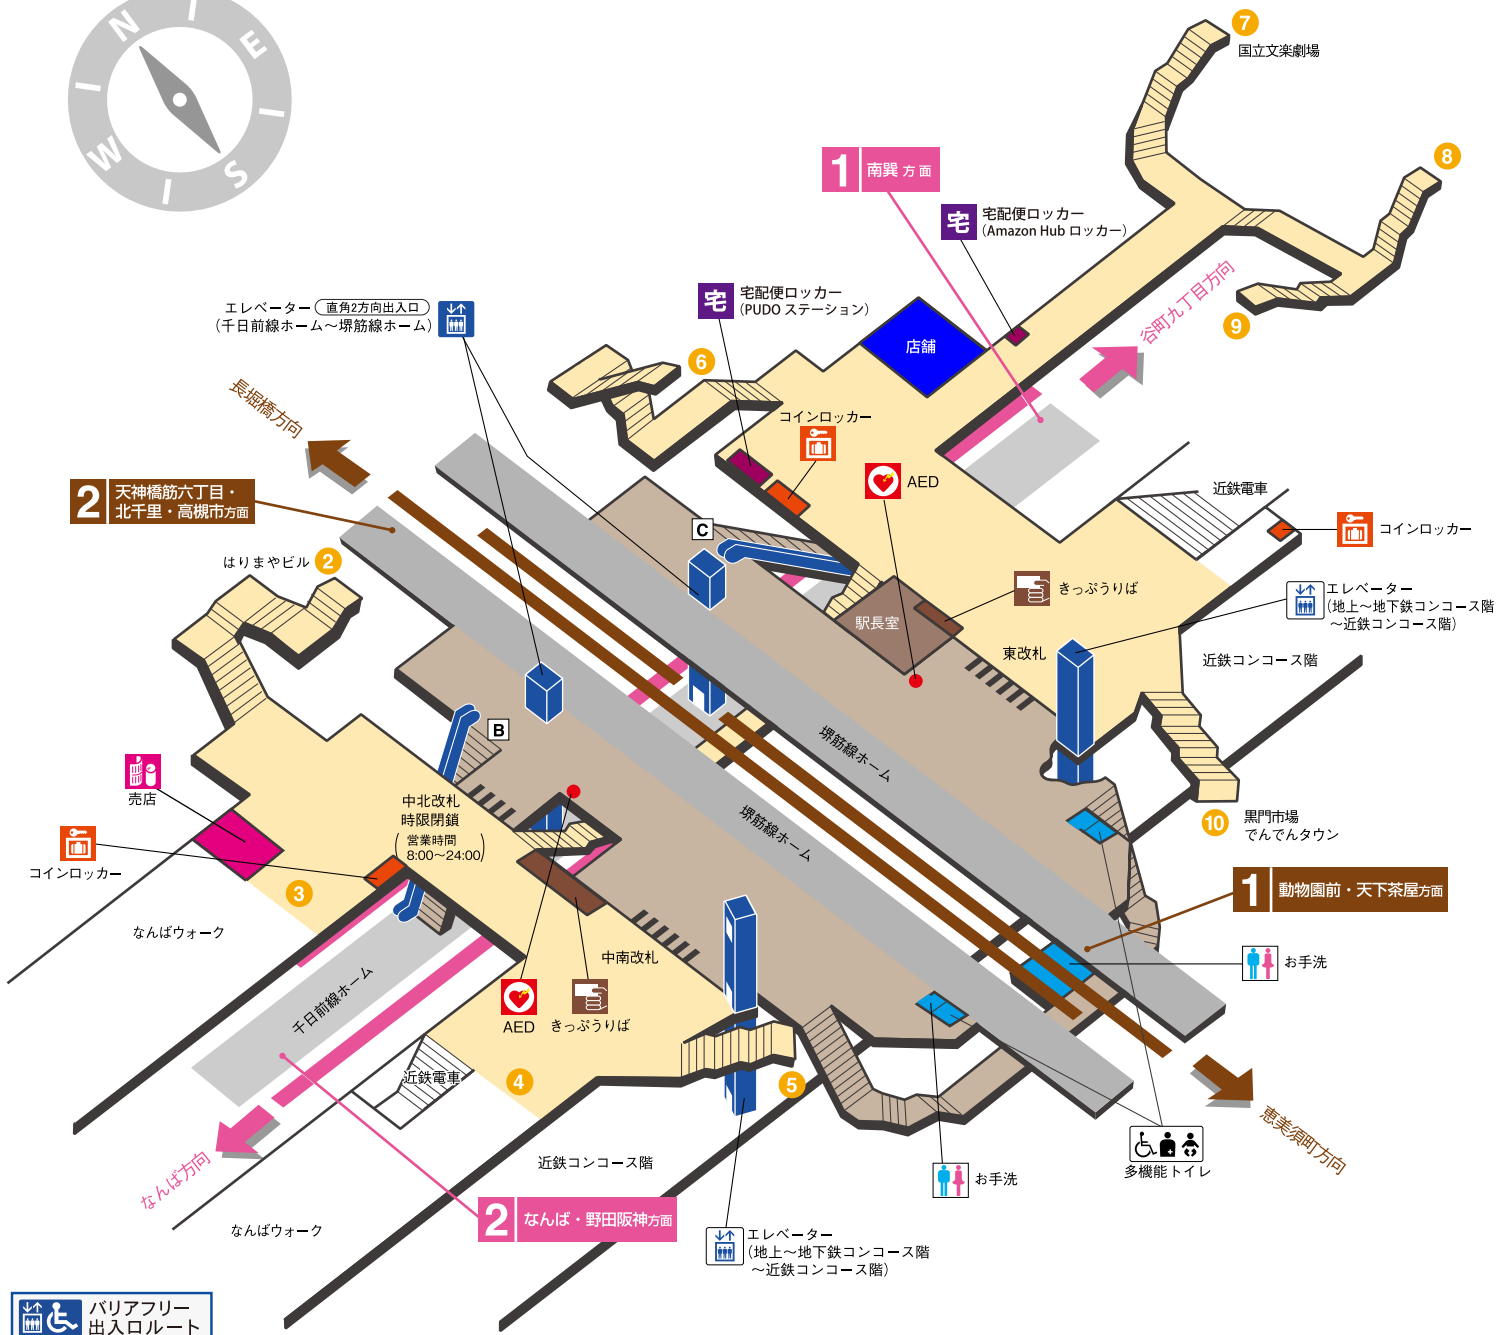 N
I
E
I
S
I
W
I
7
国立文楽劇場
8
1 南巽 方面
宅 宅配便ロッカー
(Amazon Hub ロッカー)
宅 宅配便ロッカー
(PUDO ステーション)
谷町九丁目方向
9
エレベーター 直角2方向出入口
(千日前線ホーム～堺筋線ホーム)
店舗
6
長堀橋方向
コインロッカー
AED
近鉄電車
コインロッカー
2 天神橋筋六丁目・
北千里・高槻市方面
C
はりまやビル 2
きっぷうりば
エレベーター
(地上～地下鉄コンコース階
～近鉄コンコース階)
駅長室
東改札
近鉄コンコース階
B
堺筋線ホーム
売店
中北改札
時限閉鎖
(営業時間
8:00～24:00)
堺筋線ホーム
10 黒門市場
でんでんタウン
コインロッカー
3
1 動物園前・天下茶屋方面
なんばウォーク
中南改札
お手洗
千日前線ホーム
AED
きっぷうりば
近鉄電車
4
5
恵美須町方向
なんば方向
近鉄コンコース階
お手洗
多機能トイレ
2 なんば・野田阪神方面
なんばウォーク
エレベーター
(地上～地下鉄コンコース階
～近鉄コンコース階)
バリアフリー
出入口ルート